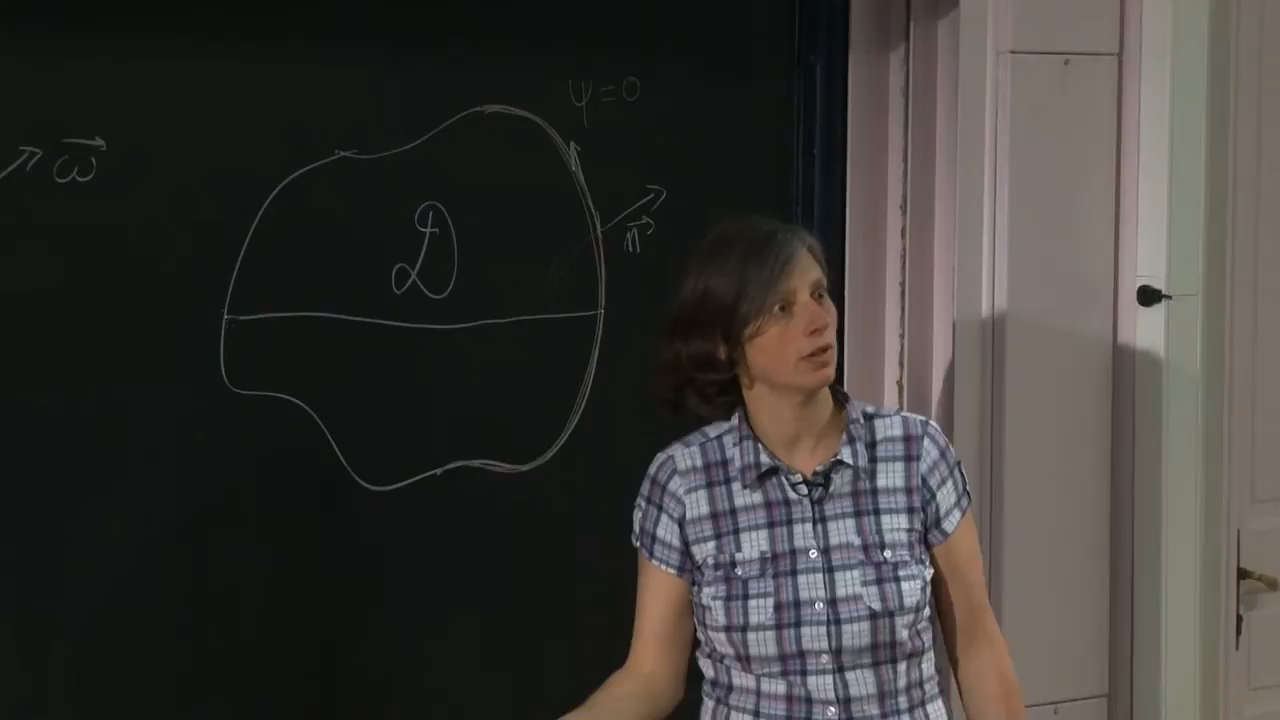 ψ = 0
→ ω⃗
n⃗
𝒟